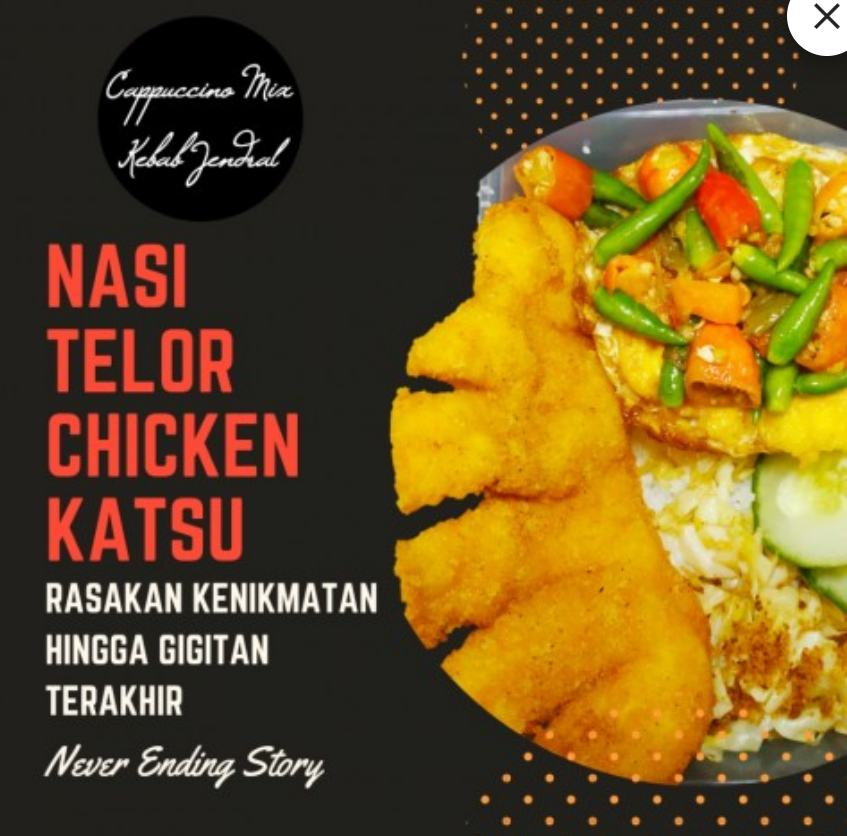 Cappuccino Mix
Kebab Jendral
NASI
TELOR
CHICKEN
KATSU
RASAKAN KENIKMATAN
HINGGA GIGITAN
TERAKHIR
Never Ending Story